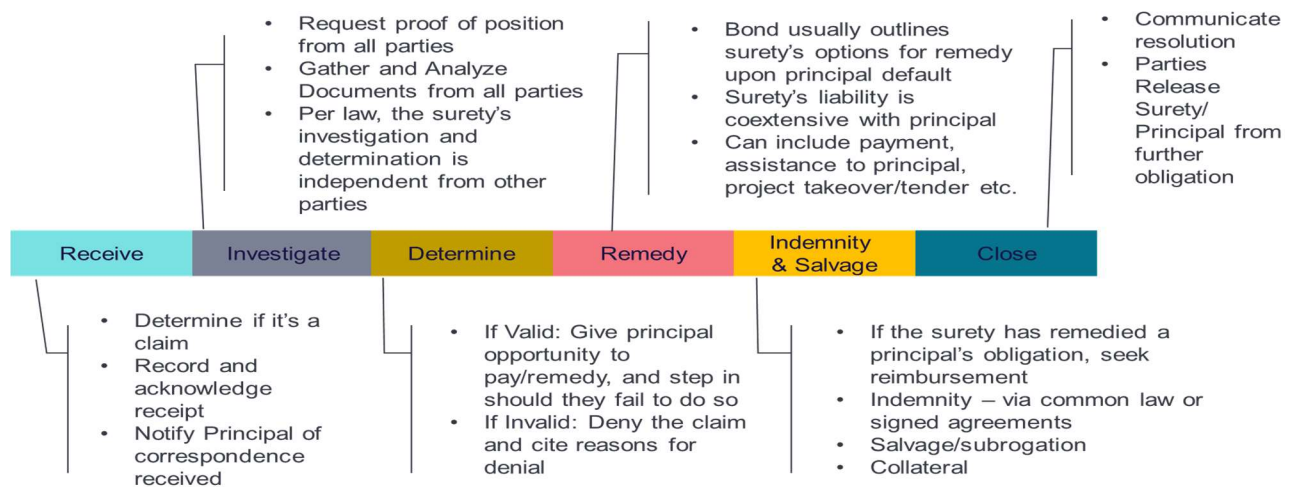 • Request proof of position
from all parties
• Gather and Analyze
Documents from all parties
• Per law, the surety's
investigation and
determination is
independent from other
parties
• Bond usually outlines
surety's options for remedy
upon principal default
• Surety's liability is
coextensive with principal
• Can include payment,
assistance to principal,
project takeover/tender etc.
• Communicate
resolution
• Parties
Release
Surety/
Principal from
further
obligation
Receive
Investigate
Determine
Remedy
Indemnity
& Salvage
Close
• Determine if it's a
claim
• Record and
acknowledge
receipt
• Notify Principal of
correspondence
received
• If Valid: Give principal
opportunity to
pay/remedy, and step in
should they fail to do so
• If Invalid: Deny the claim
and cite reasons for
denial
• If the surety has remedied a
principal's obligation, seek
reimbursement
• Indemnity – via common law or
signed agreements
• Salvage/subrogation
• Collateral